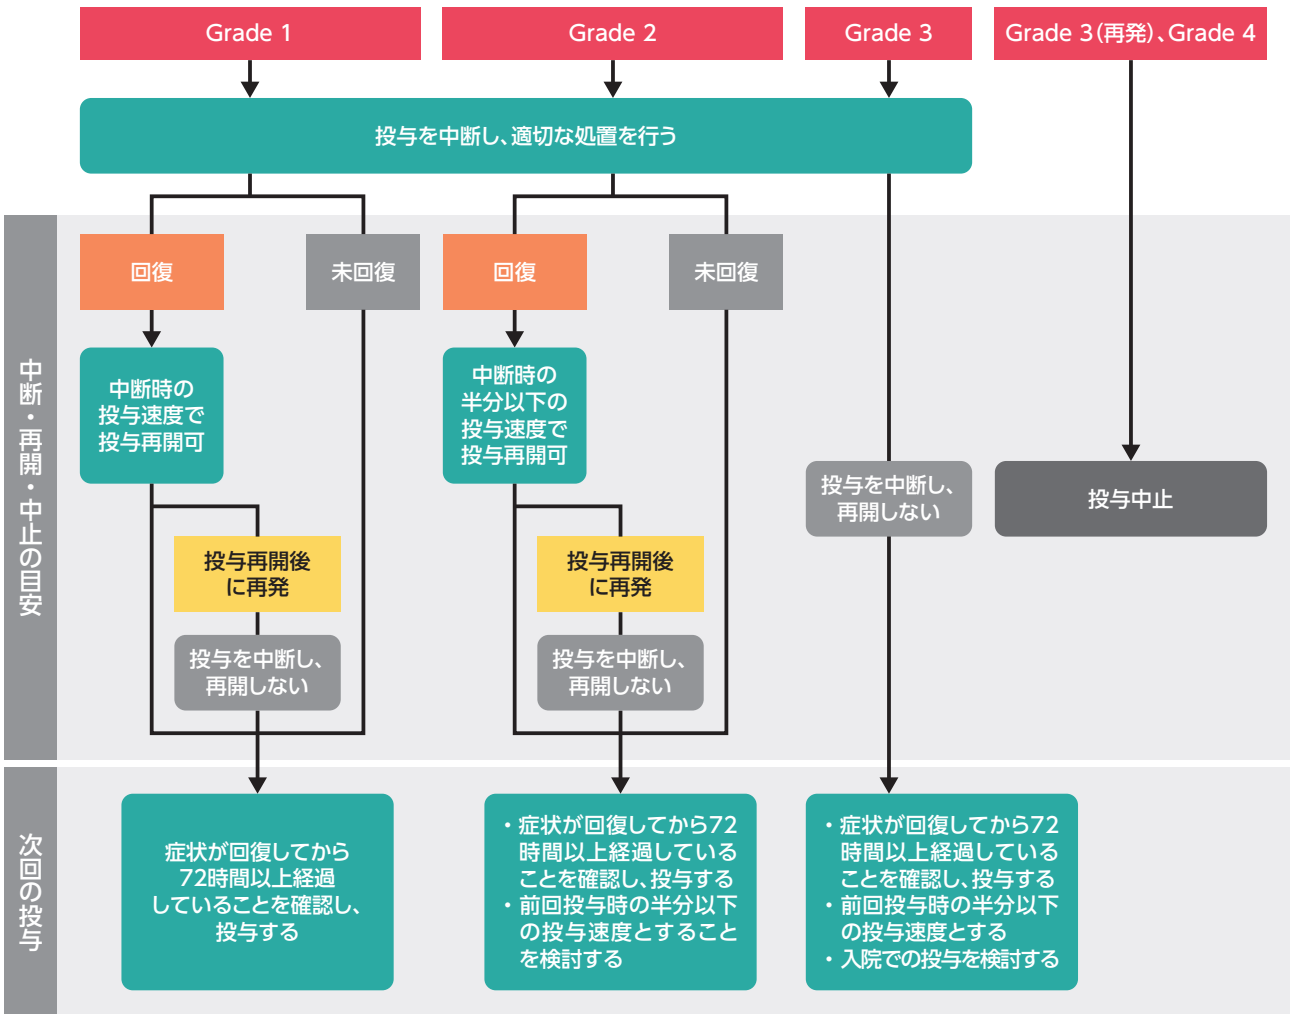 Grade 1
Grade 2
Grade 3
Grade 3(再発)、Grade 4
投与を中断し、適切な処置を行う
中断・再開・中止の目安
回復
未回復
回復
未回復
中断時の
投与速度で
投与再開可
中断時の
半分以下の
投与速度で
投与再開可
投与を中断し、
再開しない
投与中止
投与再開後
に再発
投与再開後
に再発
投与を中断し、
再開しない
投与を中断し、
再開しない
次回の投与
症状が回復してから
72時間以上経過
していることを確認し、
投与する
・症状が回復してから72
時間以上経過している
ことを確認し、投与する
・前回投与時の半分以下
の投与速度とすること
を検討する
・症状が回復してから72
時間以上経過している
ことを確認し、投与する
・前回投与時の半分以下
の投与速度とする
・入院での投与を検討する